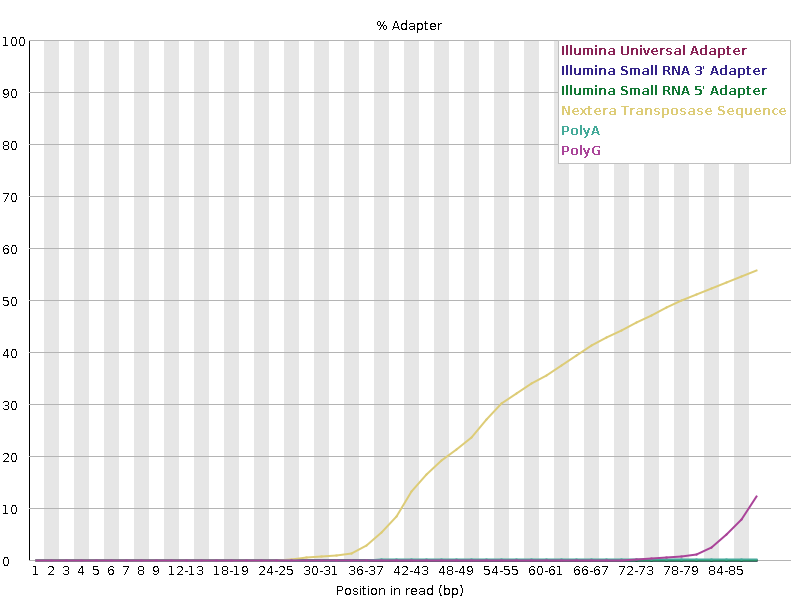 % Adapter
100
90
80
70
60
50
40
30
20
10
0
Illumina Universal Adapter
Illumina Small RNA 3' Adapter
Illumina Small RNA 5' Adapter
Nextera Transposase Sequence
PolyA
PolyG
1 2 3 4 5 6 7 8 9 12-13 18-19 24-25 30-31 36-37 42-43 48-49 54-55 60-61 66-67 72-73 78-79 84-85
Position in read (bp)